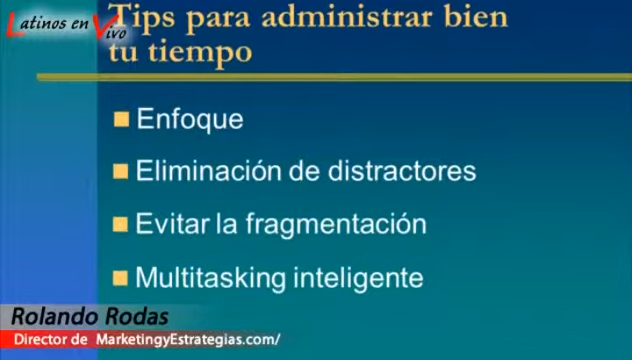 Latinos en Vivo
Tips para administrar bien
tu tiempo
Enfoque
Eliminación de distractores
Evitar la fragmentación
Multitasking inteligente
Rolando Rodas
Director de MarketingyEstrategias.com/